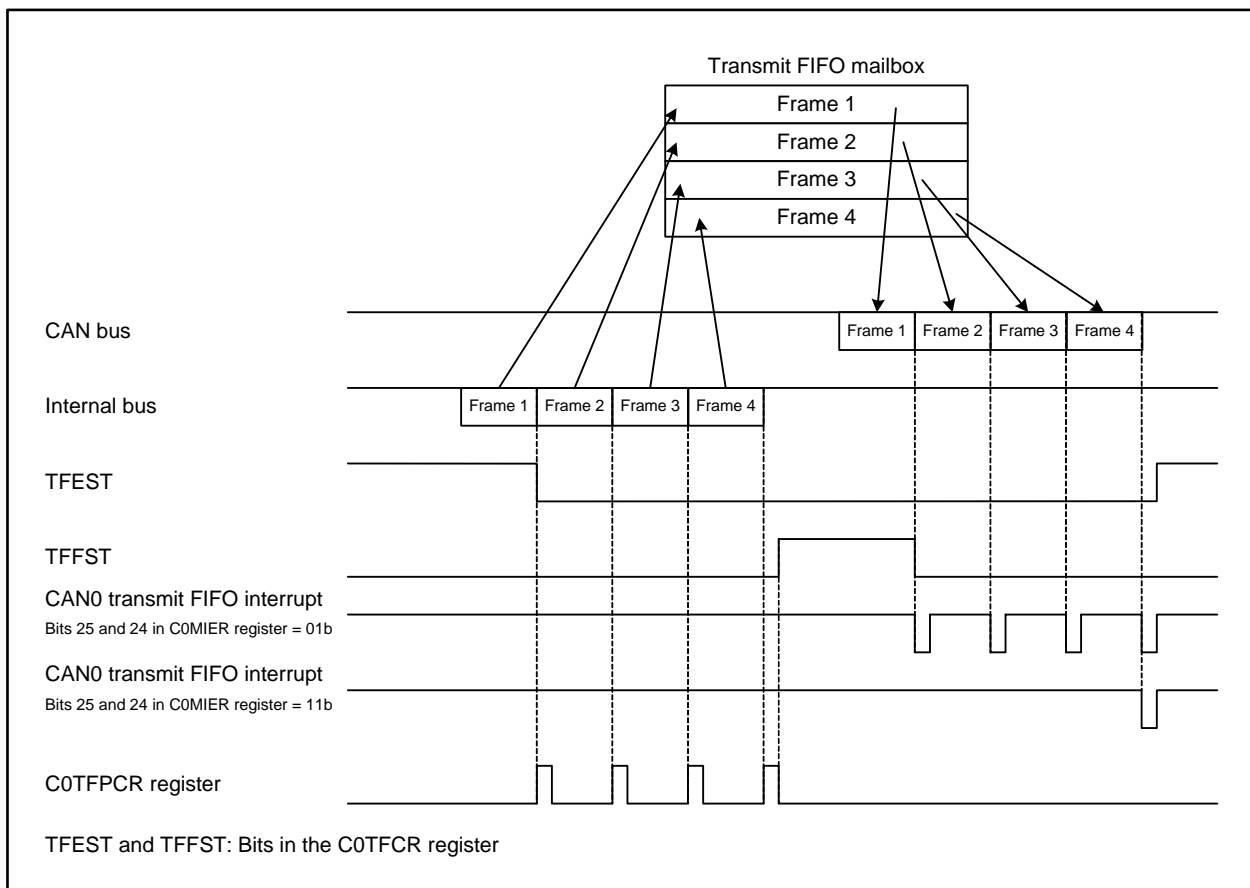 Transmit FIFO mailbox
Frame 1
Frame 2
Frame 3
Frame 4
CAN bus
Frame 1 Frame 2 Frame 3 Frame 4
Internal bus
Frame 1 Frame 2 Frame 3 Frame 4
TFEST
TFFST
CAN0 transmit FIFO interrupt
Bits 25 and 24 in C0MIER register = 01b
CAN0 transmit FIFO interrupt
Bits 25 and 24 in C0MIER register = 11b
C0TFPCR register
TFEST and TFFST: Bits in the C0TFCR register